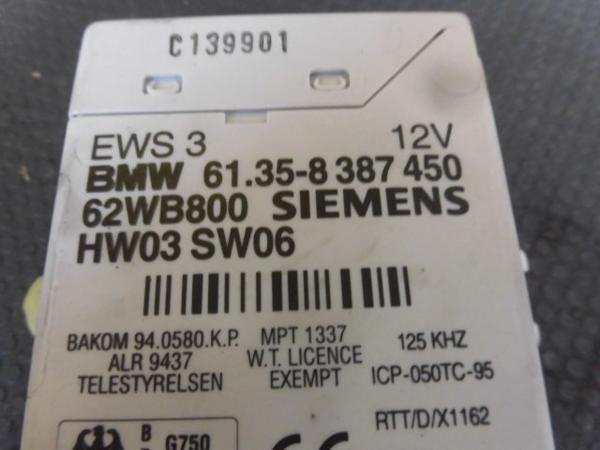 C139901
EWS 3 12V
BMW 61.35-8 387 450
62WB800 SIEMENS
HW03 SW06
BAKOM 94.0580.K.P. MPT 1337 125 KHZ
ALR 9437 W.T. LICENCE
TELESTYRELSEN EXEMPT ICP-050TC-95
RTT/D/X1162
B G750
CE